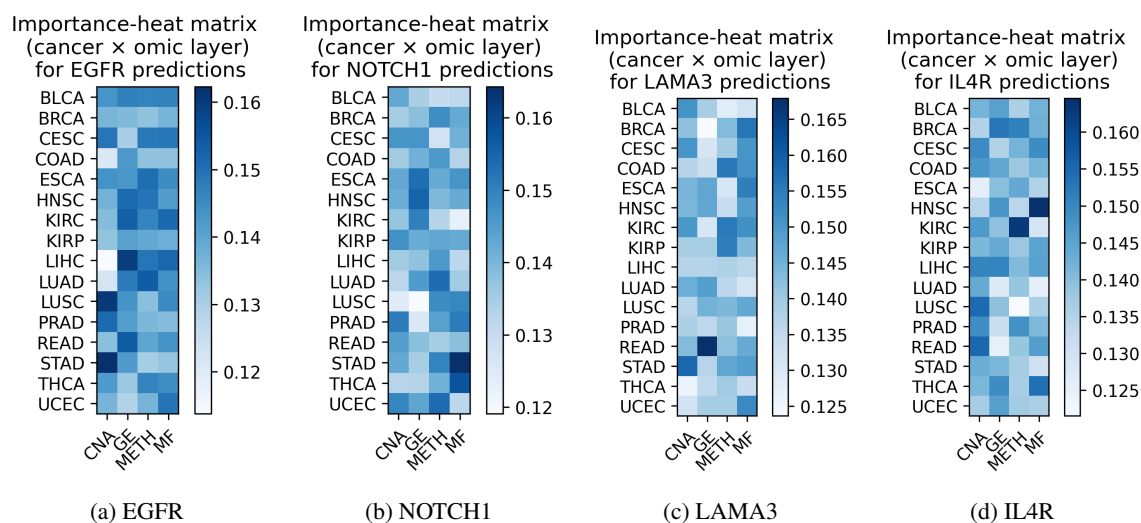 Importance-heat matrix
(cancer × omic layer)
for EGFR predictions
BLCA
BRCA
CESC
COAD
ESCA
HNSC
KIRC
KIRP
LIHC
LUAD
LUSC
PRAD
READ
STAD
THCA
UCEC
CNA
GE
METH
MF
0.16
0.15
0.14
0.13
0.12
(a) EGFR
Importance-heat matrix
(cancer × omic layer)
for NOTCH1 predictions
BLCA
BRCA
CESC
COAD
ESCA
HNSC
KIRC
KIRP
LIHC
LUAD
LUSC
PRAD
READ
STAD
THCA
UCEC
CNA
GE
METH
MF
0.16
0.15
0.14
0.13
0.12
(b) NOTCH1
Importance-heat matrix
(cancer × omic layer)
for LAMA3 predictions
BLCA
BRCA
CESC
COAD
ESCA
HNSC
KIRC
KIRP
LIHC
LUAD
LUSC
PRAD
READ
STAD
THCA
UCEC
CNA
GE
METH
MF
0.165
0.160
0.155
0.150
0.145
0.140
0.135
0.130
0.125
(c) LAMA3
Importance-heat matrix
(cancer × omic layer)
for IL4R predictions
BLCA
BRCA
CESC
COAD
ESCA
HNSC
KIRC
KIRP
LIHC
LUAD
LUSC
PRAD
READ
STAD
THCA
UCEC
CNA
GE
METH
MF
0.160
0.155
0.150
0.145
0.140
0.135
0.130
0.125
(d) IL4R